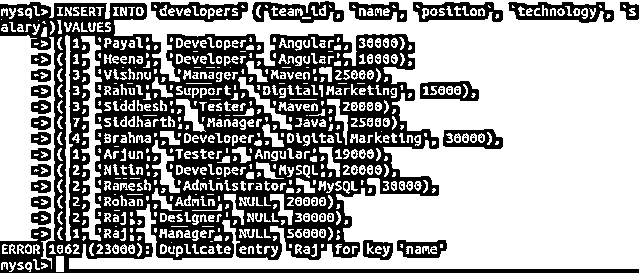 mysql> INSERT INTO `developers` (`team_id`, `name`, `position`, `technology`, `s
alary`) VALUES
    -> ( 1, 'Payal', 'Developer', 'Angular', 30000),
    -> ( 1, 'Heena', 'Developer', 'Angular', 10000),
    -> ( 3, 'Vishnu', 'Manager', 'Maven', 25000),
    -> ( 3, 'Rahul', 'Support', 'Digital Marketing', 15000),
    -> ( 3, 'Siddhesh', 'Tester', 'Maven', 20000),
    -> ( 7, 'Siddharth', 'Manager', 'Java', 25000),
    -> ( 4, 'Brahma', 'Developer', 'Digital Marketing', 30000),
    -> ( 1, 'Arjun', 'Tester', 'Angular', 19000),
    -> ( 2, 'Nitin', 'Developer', 'MySQL', 20000),
    -> ( 2, 'Ramesh', 'Administrator', 'MySQL', 30000),
    -> ( 2, 'Rohan', 'Admin', NULL, 20000),
    -> ( 2, 'Raj', 'Designer', NULL, 30000),
    -> ( 1, 'Raj', 'Manager', NULL, 56000);
ERROR 1062 (23000): Duplicate entry 'Raj' for key 'name'
mysql>